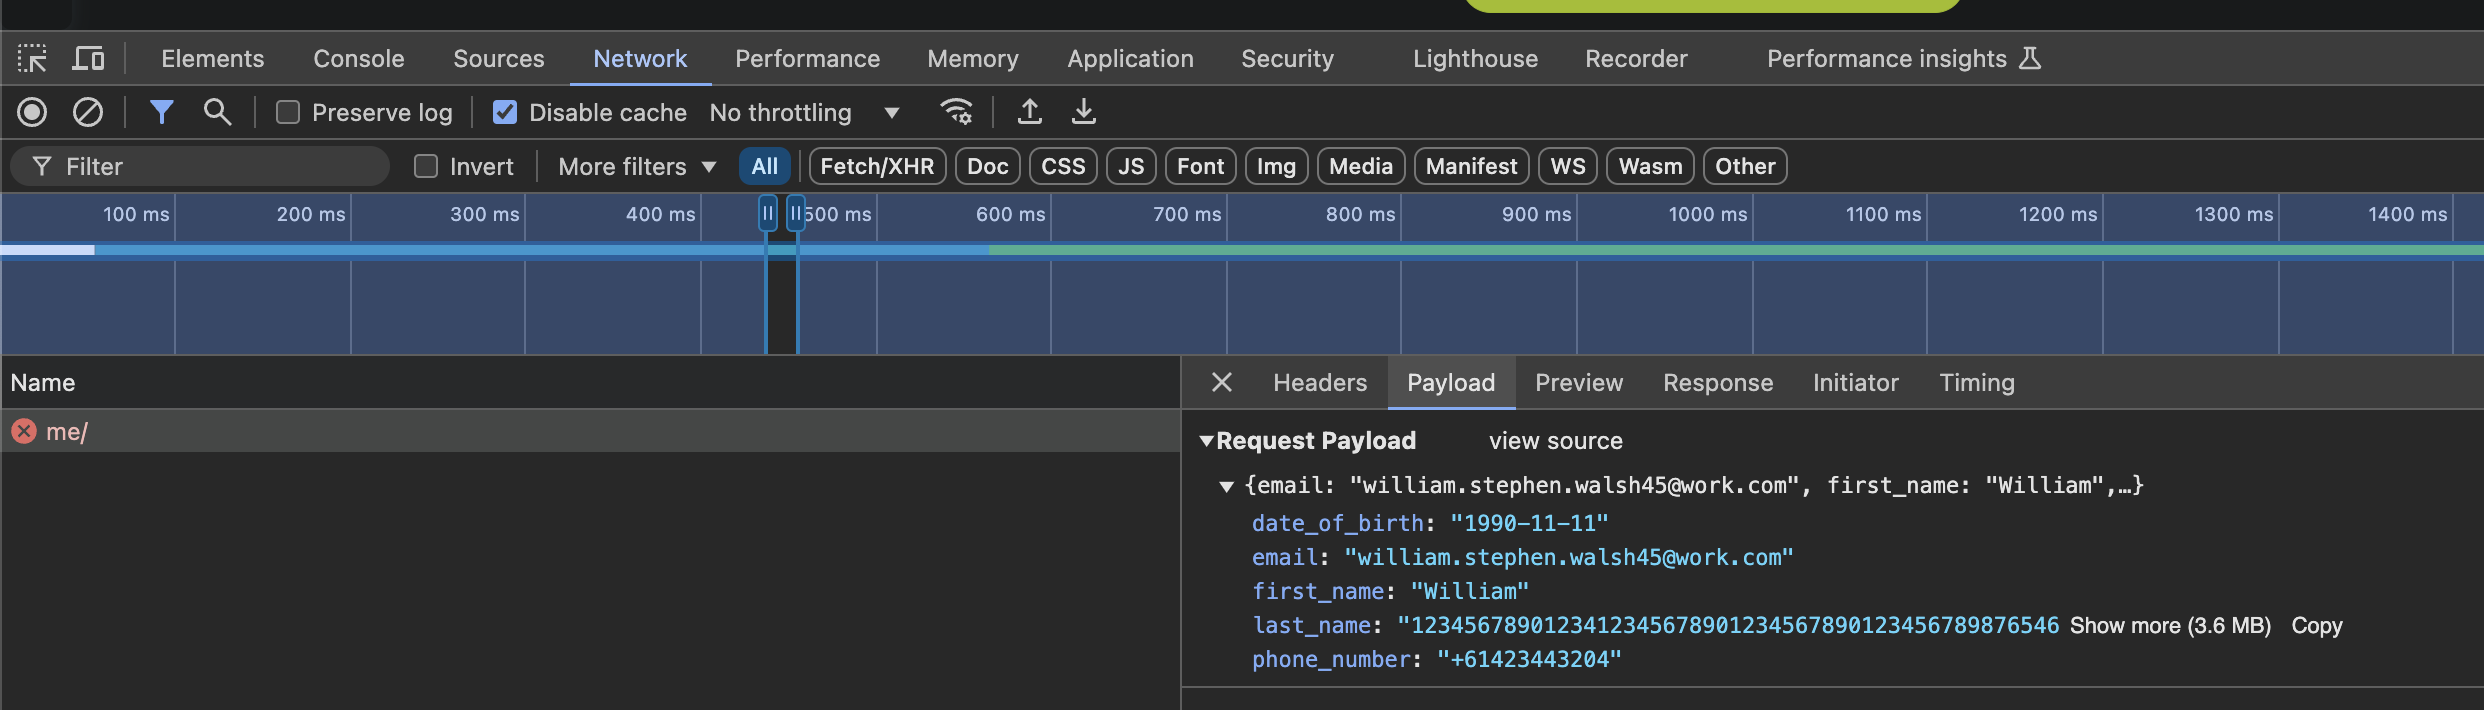 Elements Console Sources Network Performance Memory Application Security Lighthouse Recorder Performance insights
Preserve log Disable cache No throttling
Filter Invert More filters All Fetch/XHR Doc CSS JS Font Img Media Manifest WS Wasm Other
100 ms 200 ms 300 ms 400 ms 500 ms 600 ms 700 ms 800 ms 900 ms 1000 ms 1100 ms 1200 ms 1300 ms 1400 ms
Name
me/
Headers Payload Preview Response Initiator Timing
Request Payload view source
{email: "william.stephen.walsh45@work.com", first_name: "William",…}
date_of_birth: "1990-11-11"
email: "william.stephen.walsh45@work.com"
first_name: "William"
last_name: "1234567890123412345678901234567890123456789876546 Show more (3.6 MB) Copy
phone_number: "+61423443204"